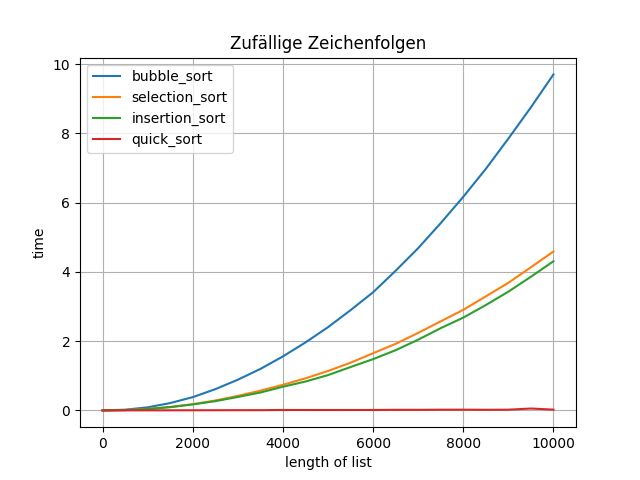 Zufällige Zeichenfolgen
10
8
6
4
2
0
time
bubble_sort
selection_sort
insertion_sort
quick_sort
0 2000 4000 6000 8000 10000
length of list